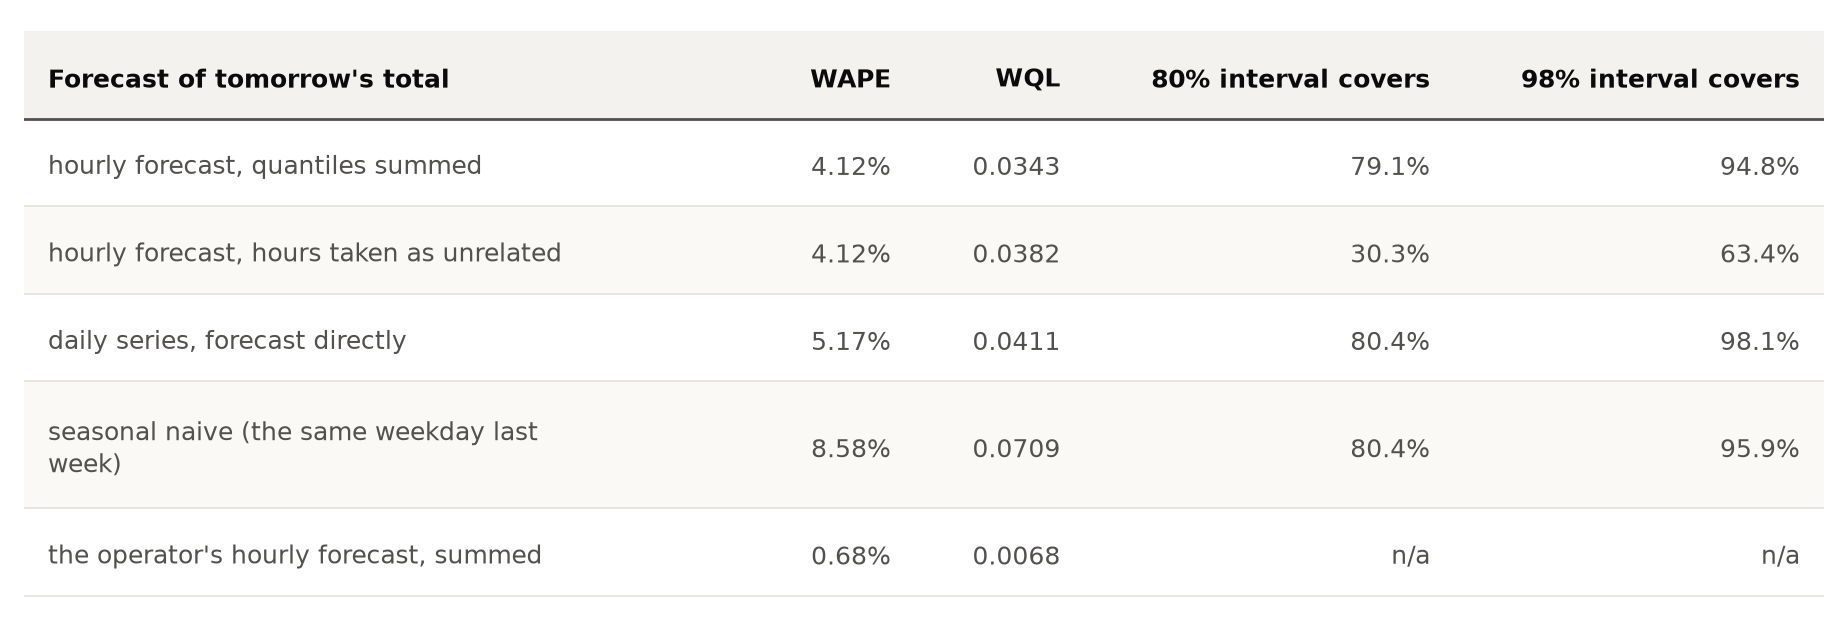 Forecast of tomorrow's total WAPE WQL 80% interval covers 98% interval covers
hourly forecast, quantiles summed 4.12% 0.0343 79.1% 94.8%
hourly forecast, hours taken as unrelated 4.12% 0.0382 30.3% 63.4%
daily series, forecast directly 5.17% 0.0411 80.4% 98.1%
seasonal naive (the same weekday last
week) 8.58% 0.0709 80.4% 95.9%
the operator's hourly forecast, summed 0.68% 0.0068 n/a n/a